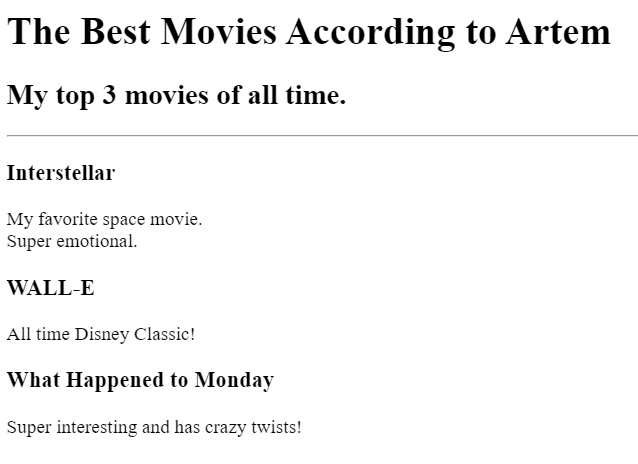 The Best Movies According to Artem
My top 3 movies of all time.
Interstellar
My favorite space movie.
Super emotional.
WALL-E
All time Disney Classic!
What Happened to Monday
Super interesting and has crazy twists!